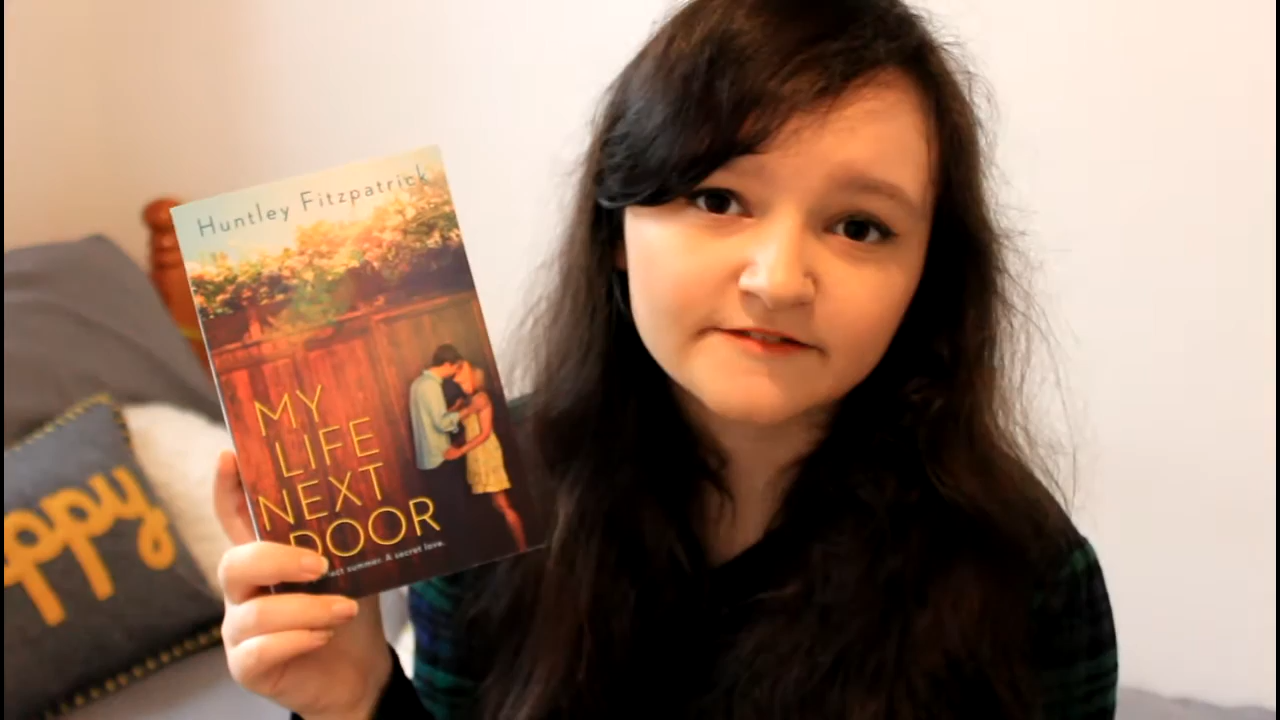 Huntley Fitzpatrick
MY
LIFE
NEXT
DOOR
summer. A secret love.
ppy